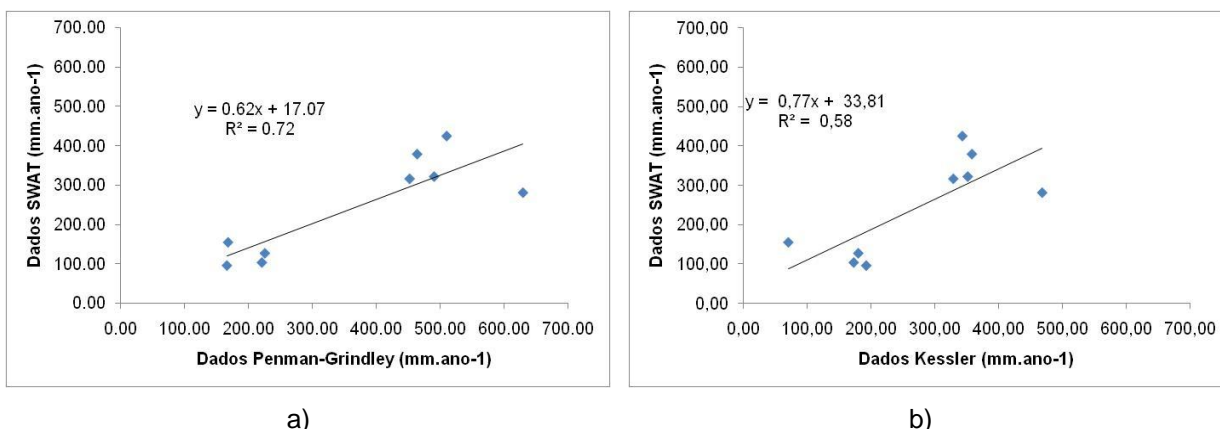 700.00
600.00
500.00
400.00
300.00
200.00
100.00
0.00
Dados SWAT (mm.ano-1)
y = 0.62x + 17.07
R² = 0.72
0.00 100.00 200.00 300.00 400.00 500.00 600.00 700.00
Dados Penman-Grindley (mm.ano-1)
a)
700,00
600,00
500,00
400,00
300,00
200,00
100,00
0,00
Dados SWAT (mm.ano-1)
y = 0,77x + 33,81
R² = 0,58
0,00 100,00 200,00 300,00 400,00 500,00 600,00 700,00
Dados Kessler (mm.ano-1)
b)